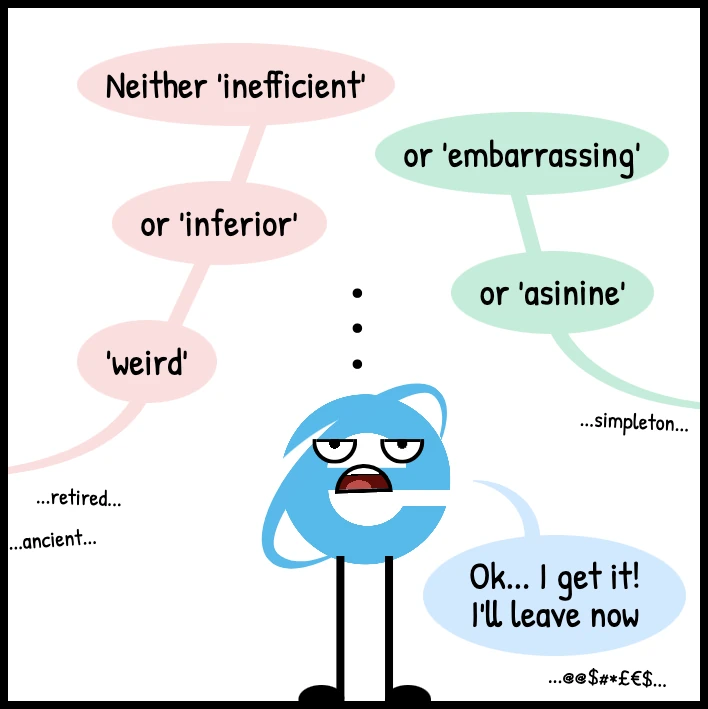 Neither 'inefficient'
or 'embarrassing'
or 'inferior'
or 'asinine'
'weird'
...simpleton...
...retired...
...ancient...
Ok... I get it!
I'll leave now
...@@$#*£€$...